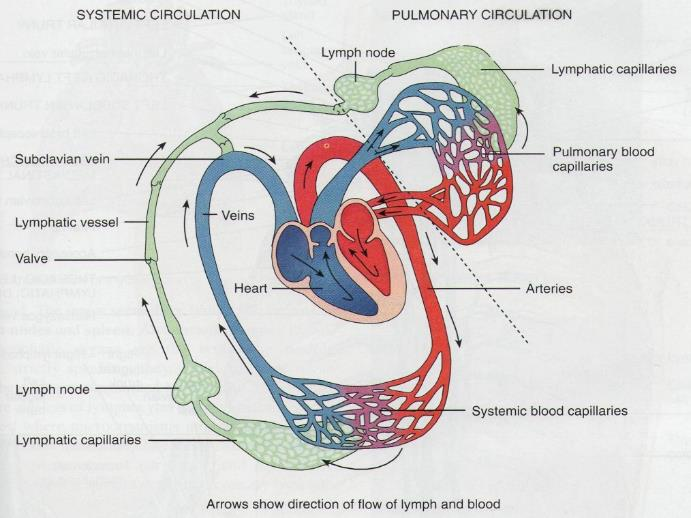 SYSTEMIC CIRCULATION
PULMONARY CIRCULATION
Lymph node
Lymphatic capillaries
Subclavian vein
Pulmonary blood
capillaries
Lymphatic vessel
Veins
Valve
Heart
Arteries
Lymph node
Systemic blood capillaries
Lymphatic capillaries
Arrows show direction of flow of lymph and blood